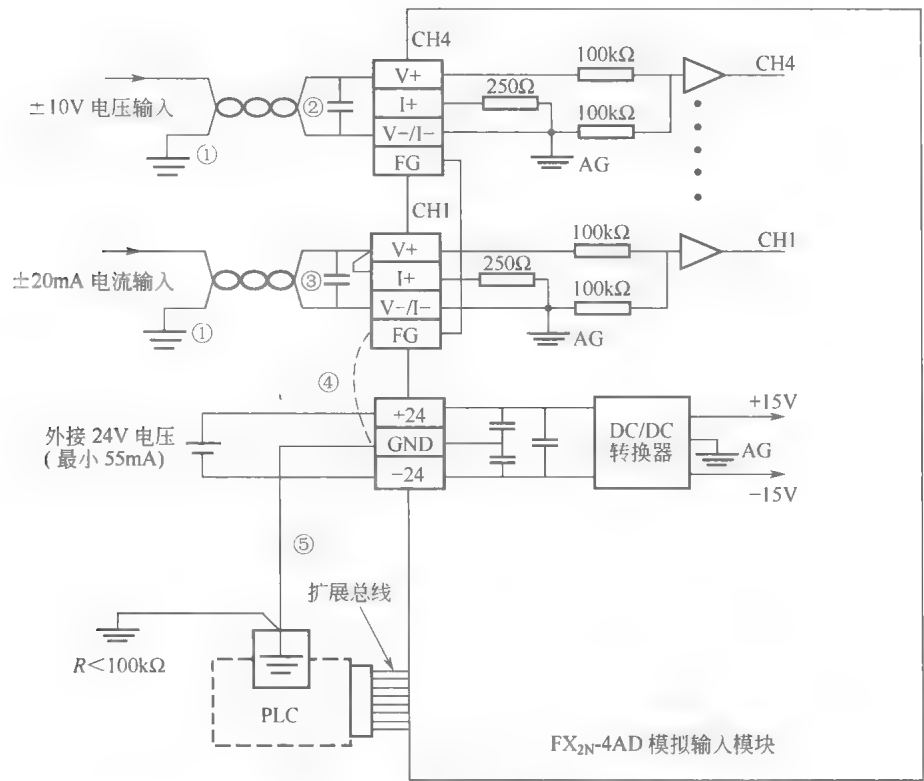 CH4
V+
I+
V-/I-
FG
±10V 电压输入
①
②
250Ω
100kΩ
100kΩ
AG
CH4
CH1
V+
I+
V-/I-
FG
±20mA 电流输入
①
③
250Ω
100kΩ
100kΩ
AG
CH1
④
外接 24V 电压
(最小 55mA)
+24
GND
-24
DC/DC
转换器
+15V
AG
-15V
⑤
扩展总线
R<100kΩ
PLC
FX2N-4AD 模拟输入模块